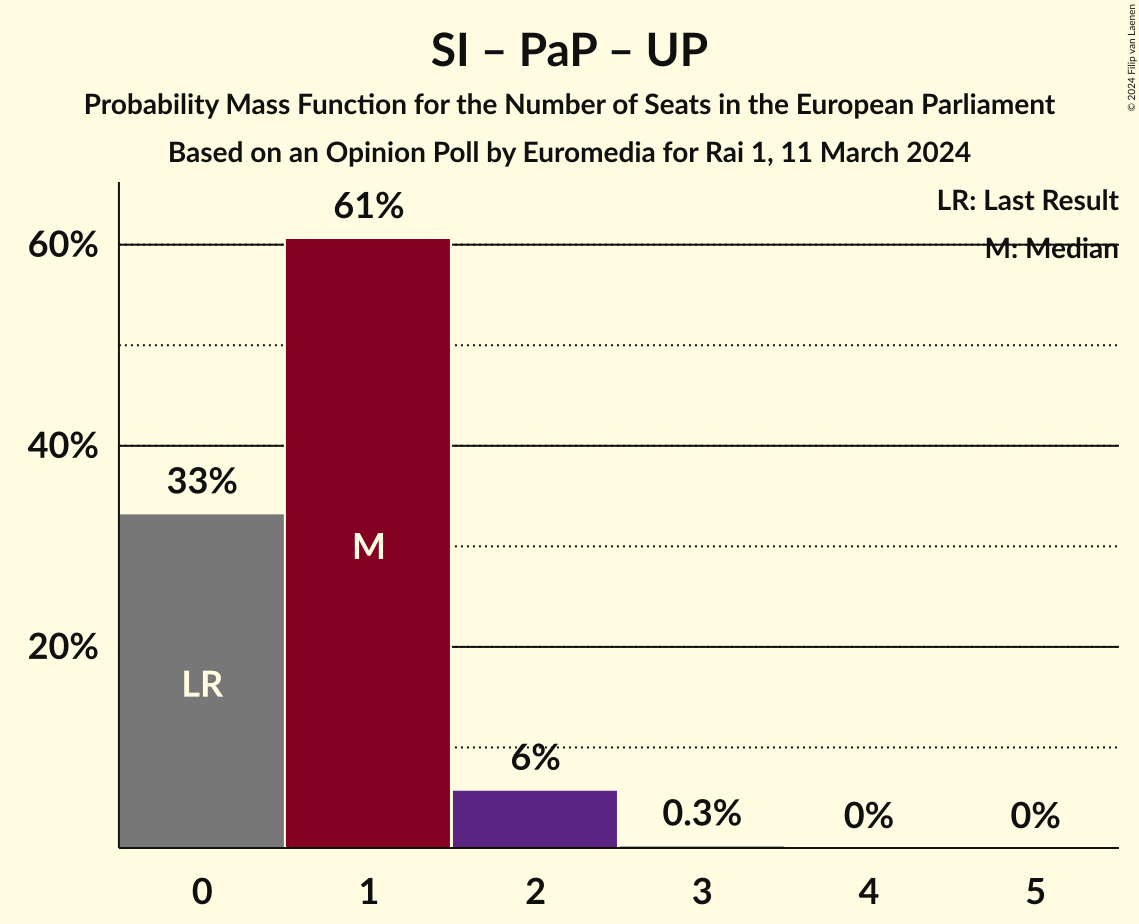 SI – PaP – UP
Probability Mass Function for the Number of Seats in the European Parliament
Based on an Opinion Poll by Euromedia for Rai 1, 11 March 2024
© 2024 Filip van Laenen
LR: Last Result
M: Median
60%
40%
20%
33%
61%
6%
0.3%
0%
0%
LR
M
0
1
2
3
4
5